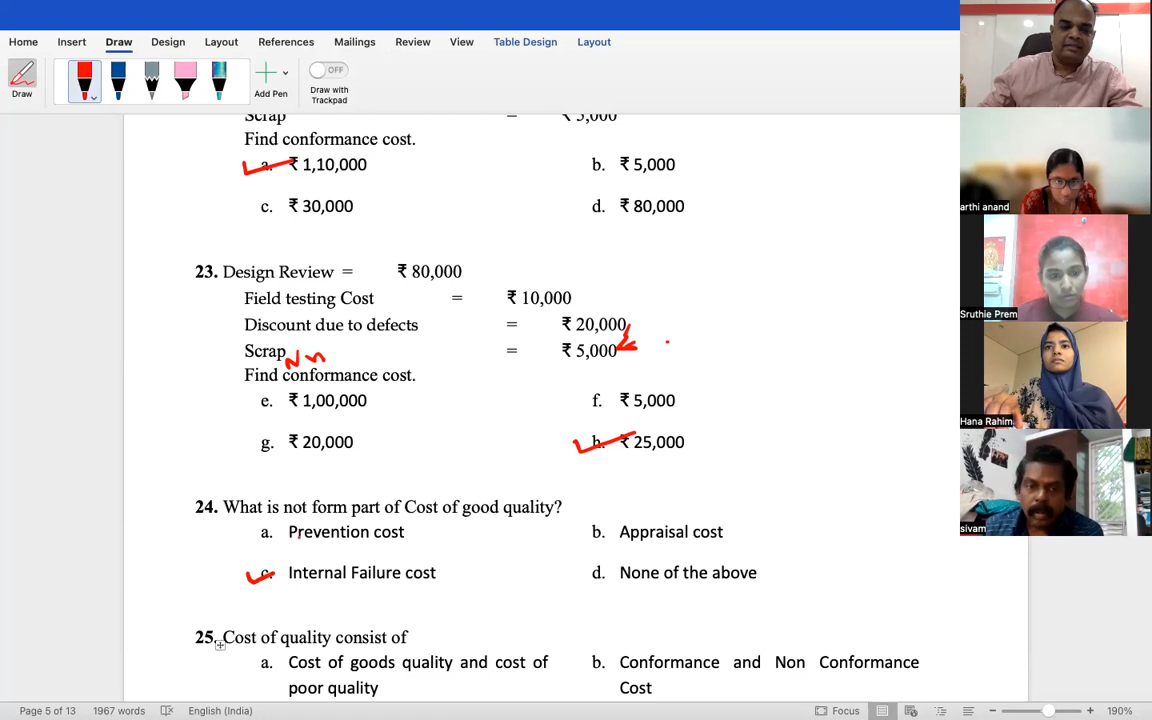 Home Insert Draw Design Layout References Mailings Review View Table Design Layout
OFF
Draw Add Pen Draw with Trackpad
Scrap = ₹ 5,000
Find conformance cost.
a. ₹ 1,10,000 b. ₹ 5,000
c. ₹ 30,000 d. ₹ 80,000
23. Design Review = ₹ 80,000
Field testing Cost = ₹ 10,000
Discount due to defects = ₹ 20,000
Scrap = ₹ 5,000
Find conformance cost.
e. ₹ 1,00,000 f. ₹ 5,000
g. ₹ 20,000 h. ₹ 25,000
24. What is not form part of Cost of good quality?
a. Prevention cost b. Appraisal cost
c. Internal Failure cost d. None of the above
25. Cost of quality consist of
a. Cost of goods quality and cost of b. Conformance and Non Conformance
poor quality Cost
Page 5 of 13 1967 words English (India) Focus 190%
arthi anand
Sruthie Prem
Hana Rahim
sivam